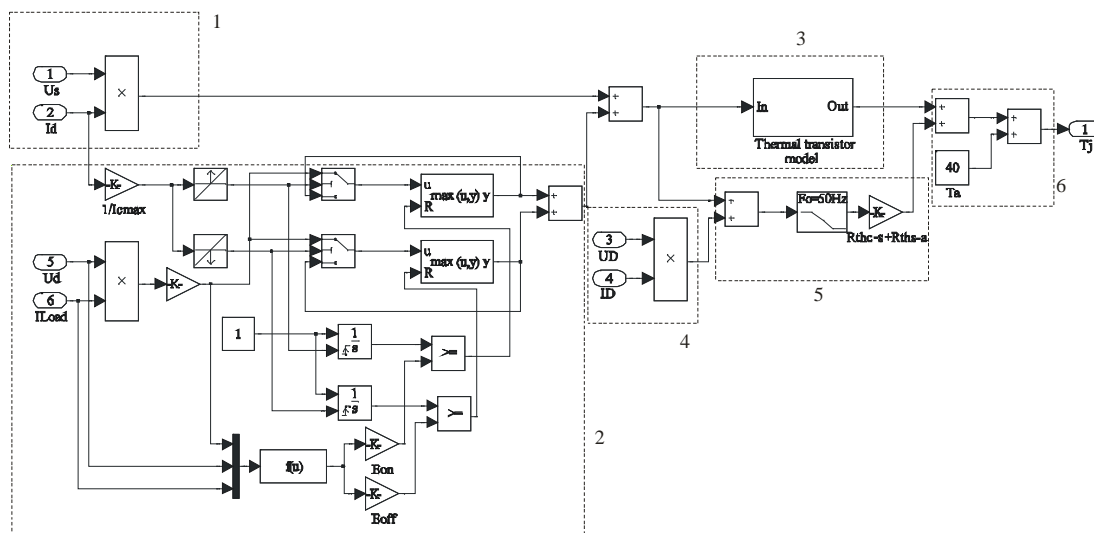 1
1
Us
2
Id
×
+
+
3
In
Out
Thermal transistor
model
+
+
+
+
1
Tj
40
Ta
6
-K-
1/Icmax
u
R
max (u,y) y
+
+
u
R
max (u,y) y
5
Ud
6
ILoad
×
-K-
3
UD
4
ID
×
4
+
+
Fo=50Hz
-K-
Rthc-s+Rths-a
5
1
1
s
>=
1
s
>=
2
f(u)
-K-
Eon
-K-
Eoff